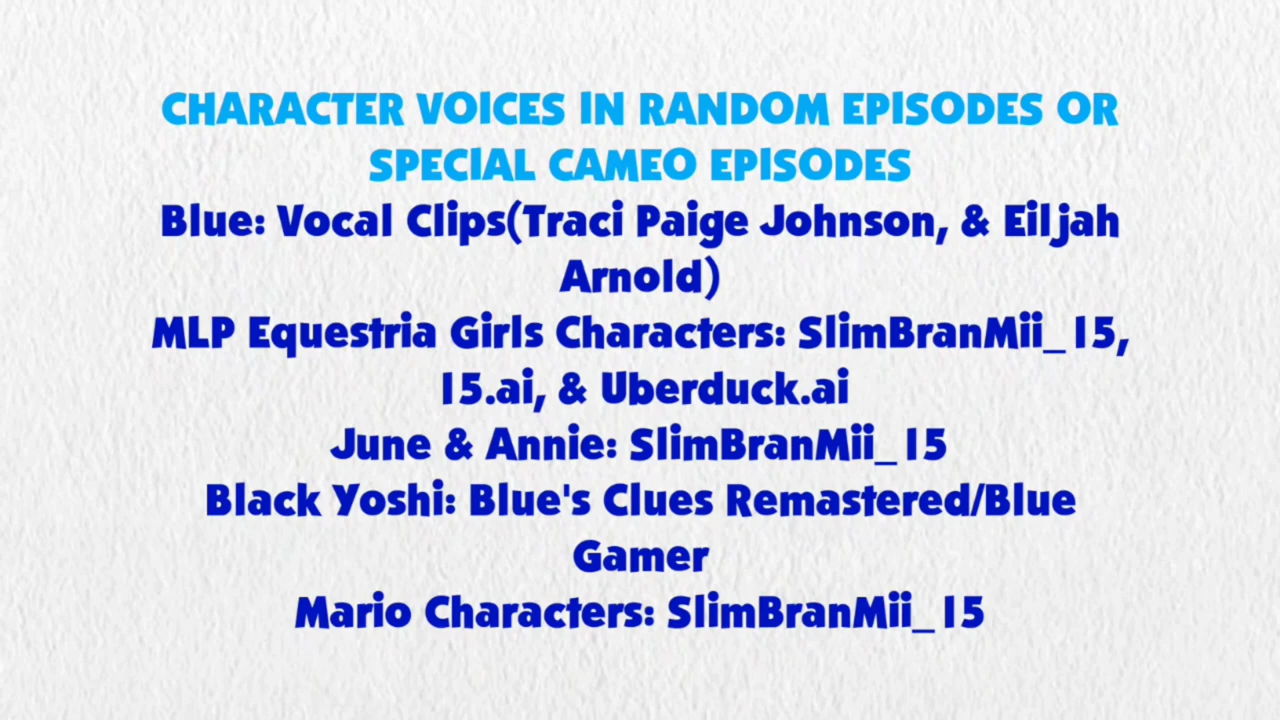 CHARACTER VOICES IN RANDOM EPISODES OR
SPECIAL CAMEO EPISODES
Blue: Vocal Clips(Traci Paige Johnson, & Eiljah
Arnold)
MLP Equestria Girls Characters: SlimBranMii_15,
15.ai, & Uberduck.ai
June & Annie: SlimBranMii_15
Black Yoshi: Blue's Clues Remastered/Blue
Gamer
Mario Characters: SlimBranMii_15